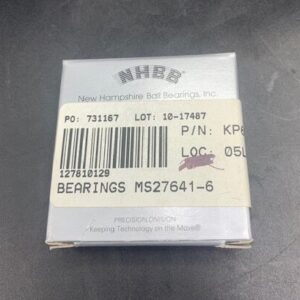 NHBB
New Hampshire Ball Bearings, Inc.
PO: 731167 LOT: 10-17487
P/N: KP6
LOC: 05L
127810129
BEARINGS MS27641-6
PRECISION DIVISION
Keeping Technology on the Move®